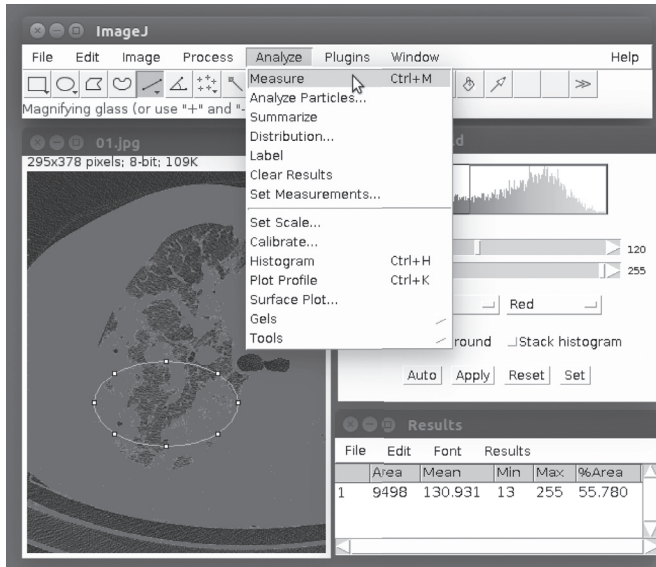 ImageJ
File Edit Image Process Analyze Plugins Window Help
Magnifying glass (or use "+" and "-
Measure Ctrl+M
Analyze Particles...
Summarize
Distribution...
Label
Clear Results
Set Measurements...
Set Scale...
Calibrate...
Histogram Ctrl+H
Plot Profile Ctrl+K
Surface Plot...
Gels
Tools
01.jpg
295x378 pixels; 8-bit; 109K
120
255
Red
Stack histogram
Auto Apply Reset Set
Results
File Edit Font Results
Area Mean Min Max %Area
1 9498 130.931 13 255 55.780